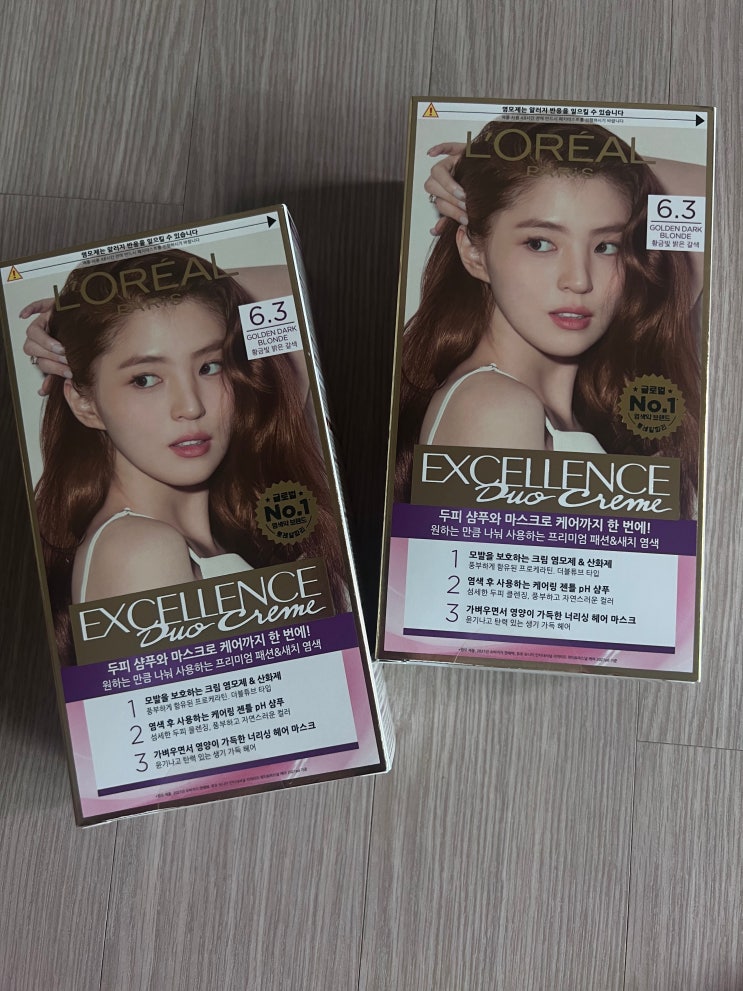 염모제는 알러지 반응을 일으킬 수 있습니다
L'ORÉAL
PARIS
6.3
GOLDEN DARK
BLONDE
황금빛 밝은 갈색
글로벌
No.1
염색약 브랜드
EXCELLENCE
Duo Creme
두피 샴푸와 마스크로 케어까지 한 번에!
원하는 만큼 나눠 사용하는 프리미엄 패션&새치 염색
1 모발을 보호하는 크림 염모제 & 산화제
풍부하게 함유된 프로케라틴, 더블튜브 타입
2 염색 후 사용하는 케어링 젠틀 pH 샴푸
섬세한 두피 클렌징, 풍부하고 자연스러운 컬러
3 가벼우면서 영양이 가득한 너리싱 헤어 마스크
윤기나고 탄력 있는 생기 가득 헤어
염모제는 알러지 반응을 일으킬 수 있습니다
L'ORÉAL
PARIS
6.3
GOLDEN DARK
BLONDE
황금빛 밝은 갈색
글로벌
No.1
염색약 브랜드
EXCELLENCE
Duo Creme
두피 샴푸와 마스크로 케어까지 한 번에!
원하는 만큼 나눠 사용하는 프리미엄 패션&새치 염색
1 모발을 보호하는 크림 염모제 & 산화제
풍부하게 함유된 프로케라틴, 더블튜브 타입
2 염색 후 사용하는 케어링 젠틀 pH 샴푸
섬세한 두피 클렌징, 풍부하고 자연스러운 컬러
3 가벼우면서 영양이 가득한 너리싱 헤어 마스크
윤기나고 탄력 있는 생기 가득 헤어